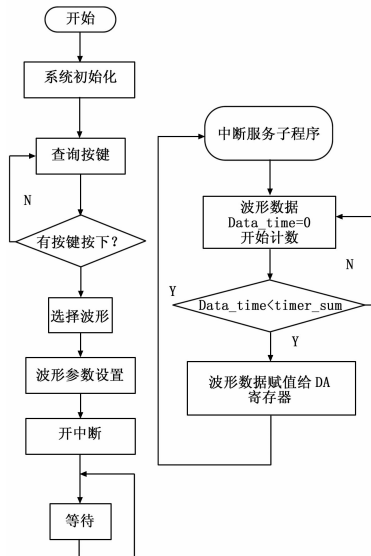 开始
系统初始化
查询按键
N
有按键按下?
选择波形
波形参数设置
开中断
等待
中断服务子程序
波形数据
Data_time=0
开始计数
N
Y
Data_time<timer_sum
Y
波形数据赋值给 DA
寄存器